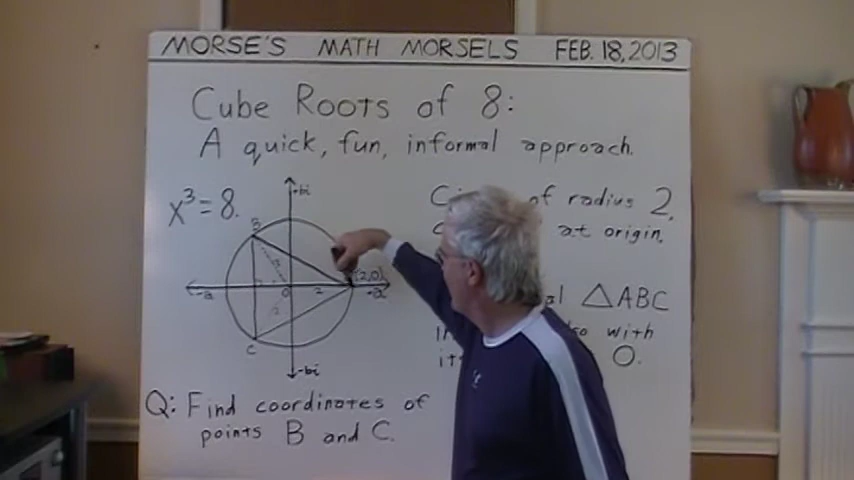 MORSE'S MATH MORSELS FEB. 18, 2013
Cube Roots of 8:
A quick, fun, informal approach.
x³ = 8.
of radius 2,
at origin.
△ABC
with
O.
bi
B
(2,0)
-a
O
2
C
-bi
Q: Find coordinates of
points B and C.